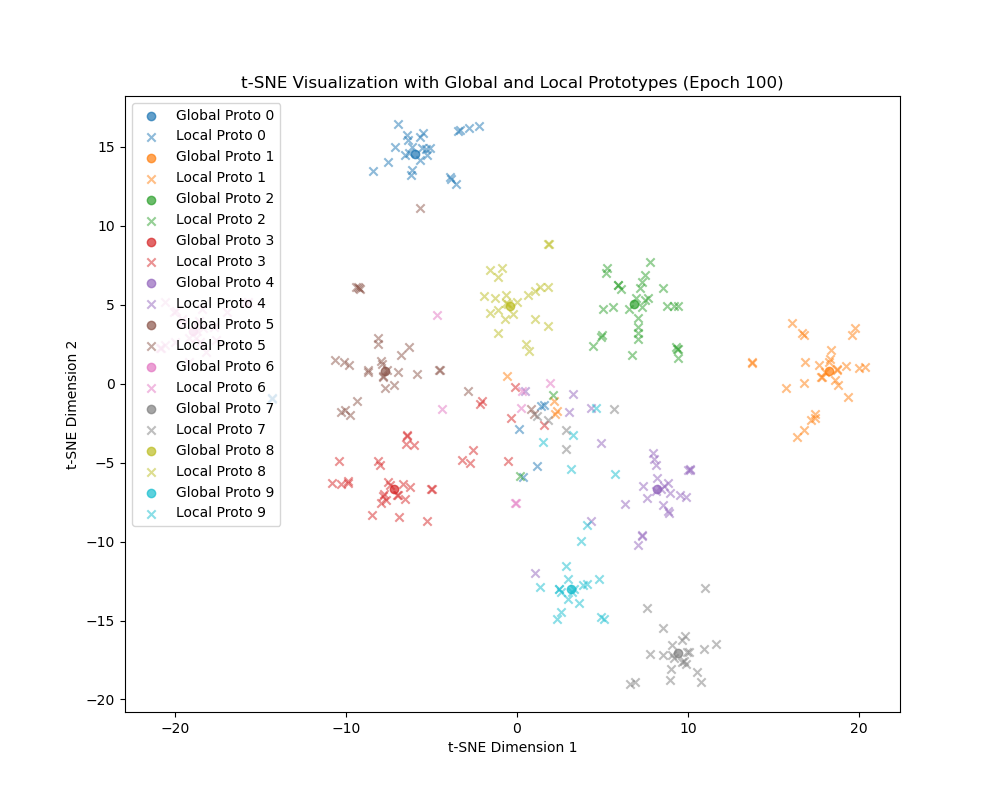 t-SNE Visualization with Global and Local Prototypes (Epoch 100)
Global Proto 0
Local Proto 0
Global Proto 1
Local Proto 1
Global Proto 2
Local Proto 2
Global Proto 3
Local Proto 3
Global Proto 4
Local Proto 4
Global Proto 5
Local Proto 5
Global Proto 6
Local Proto 6
Global Proto 7
Local Proto 7
Global Proto 8
Local Proto 8
Global Proto 9
Local Proto 9
15
10
5
0
−5
−10
−15
−20
t-SNE Dimension 2
−20 −10 0 10 20
t-SNE Dimension 1